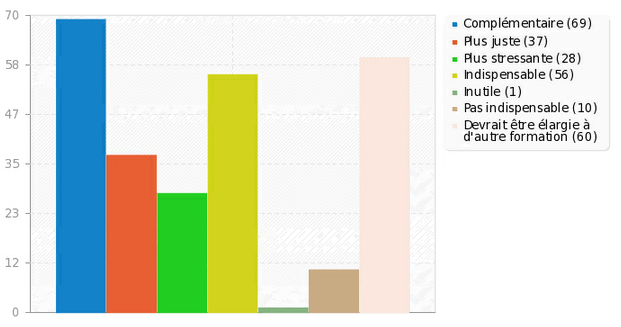 70
58
47
35
23
12
0
Complémentaire (69)
Plus juste (37)
Plus stressante (28)
Indispensable (56)
Inutile (1)
Pas indispensable (10)
Devrait être élargie à
d'autre formation (60)